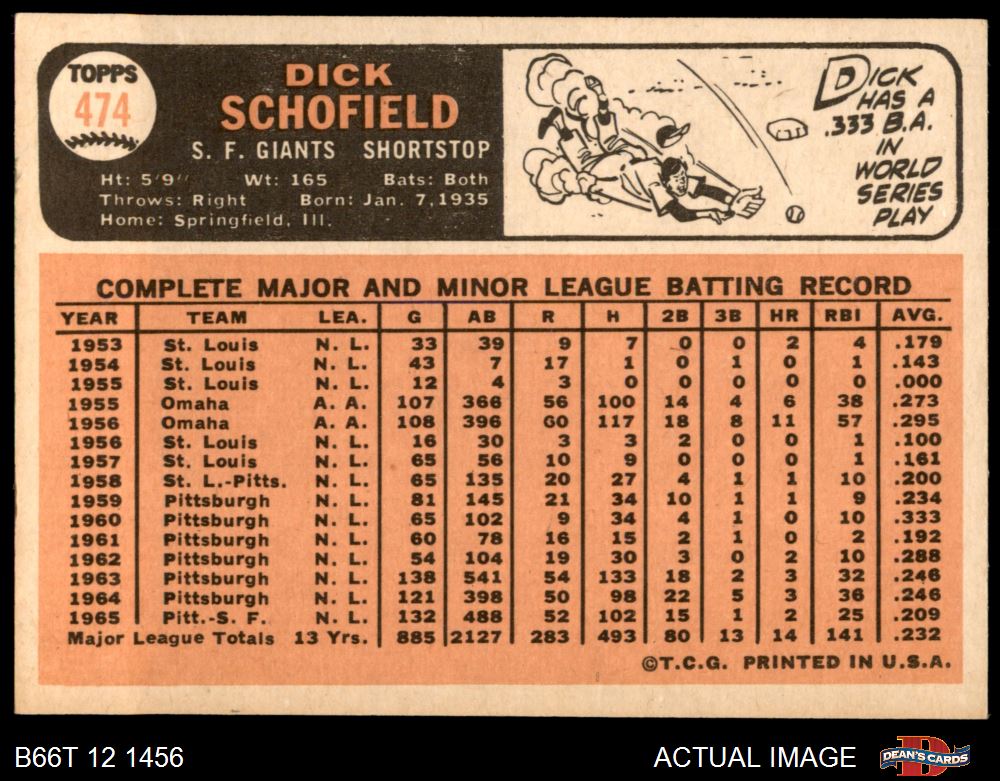 TOPPS
474
DICK
SCHOFIELD
S. F. GIANTS SHORTSTOP
Ht: 5'9" Wt: 165 Bats: Both
Throws: Right Born: Jan. 7, 1935
Home: Springfield, Ill.
DICK
HAS A
.333 B.A.
IN
WORLD
SERIES
PLAY
COMPLETE MAJOR AND MINOR LEAGUE BATTING RECORD
YEAR TEAM LEA. G AB R H 2B 3B HR RBI AVG.
1953 St. Louis N. L. 33 39 9 7 0 0 2 4 .179
1954 St. Louis N. L. 43 7 17 1 0 1 0 1 .143
1955 St. Louis N. L. 12 4 3 0 0 0 0 0 .000
1955 Omaha A. A. 107 366 56 100 14 4 6 38 .273
1956 Omaha A. A. 108 396 60 117 18 8 11 57 .295
1956 St. Louis N. L. 16 30 3 3 2 0 0 1 .100
1957 St. Louis N. L. 65 56 10 9 0 0 0 1 .161
1958 St. L.-Pitts. N. L. 65 135 20 27 4 1 1 10 .200
1959 Pittsburgh N. L. 81 145 21 34 10 1 1 9 .234
1960 Pittsburgh N. L. 65 102 9 34 4 1 0 10 .333
1961 Pittsburgh N. L. 60 78 16 15 2 1 0 2 .192
1962 Pittsburgh N. L. 54 104 19 30 3 0 2 10 .288
1963 Pittsburgh N. L. 138 541 54 133 18 2 3 32 .246
1964 Pittsburgh N. L. 121 398 50 98 22 5 3 36 .246
1965 Pitt.-S. F. N. L. 132 488 52 102 15 1 2 25 .209
Major League Totals 13 Yrs. 885 2127 283 493 80 13 14 141 .232
©T.C.G. PRINTED IN U.S.A.
B66T 12 1456 ACTUAL IMAGE DEAN'S CARDS